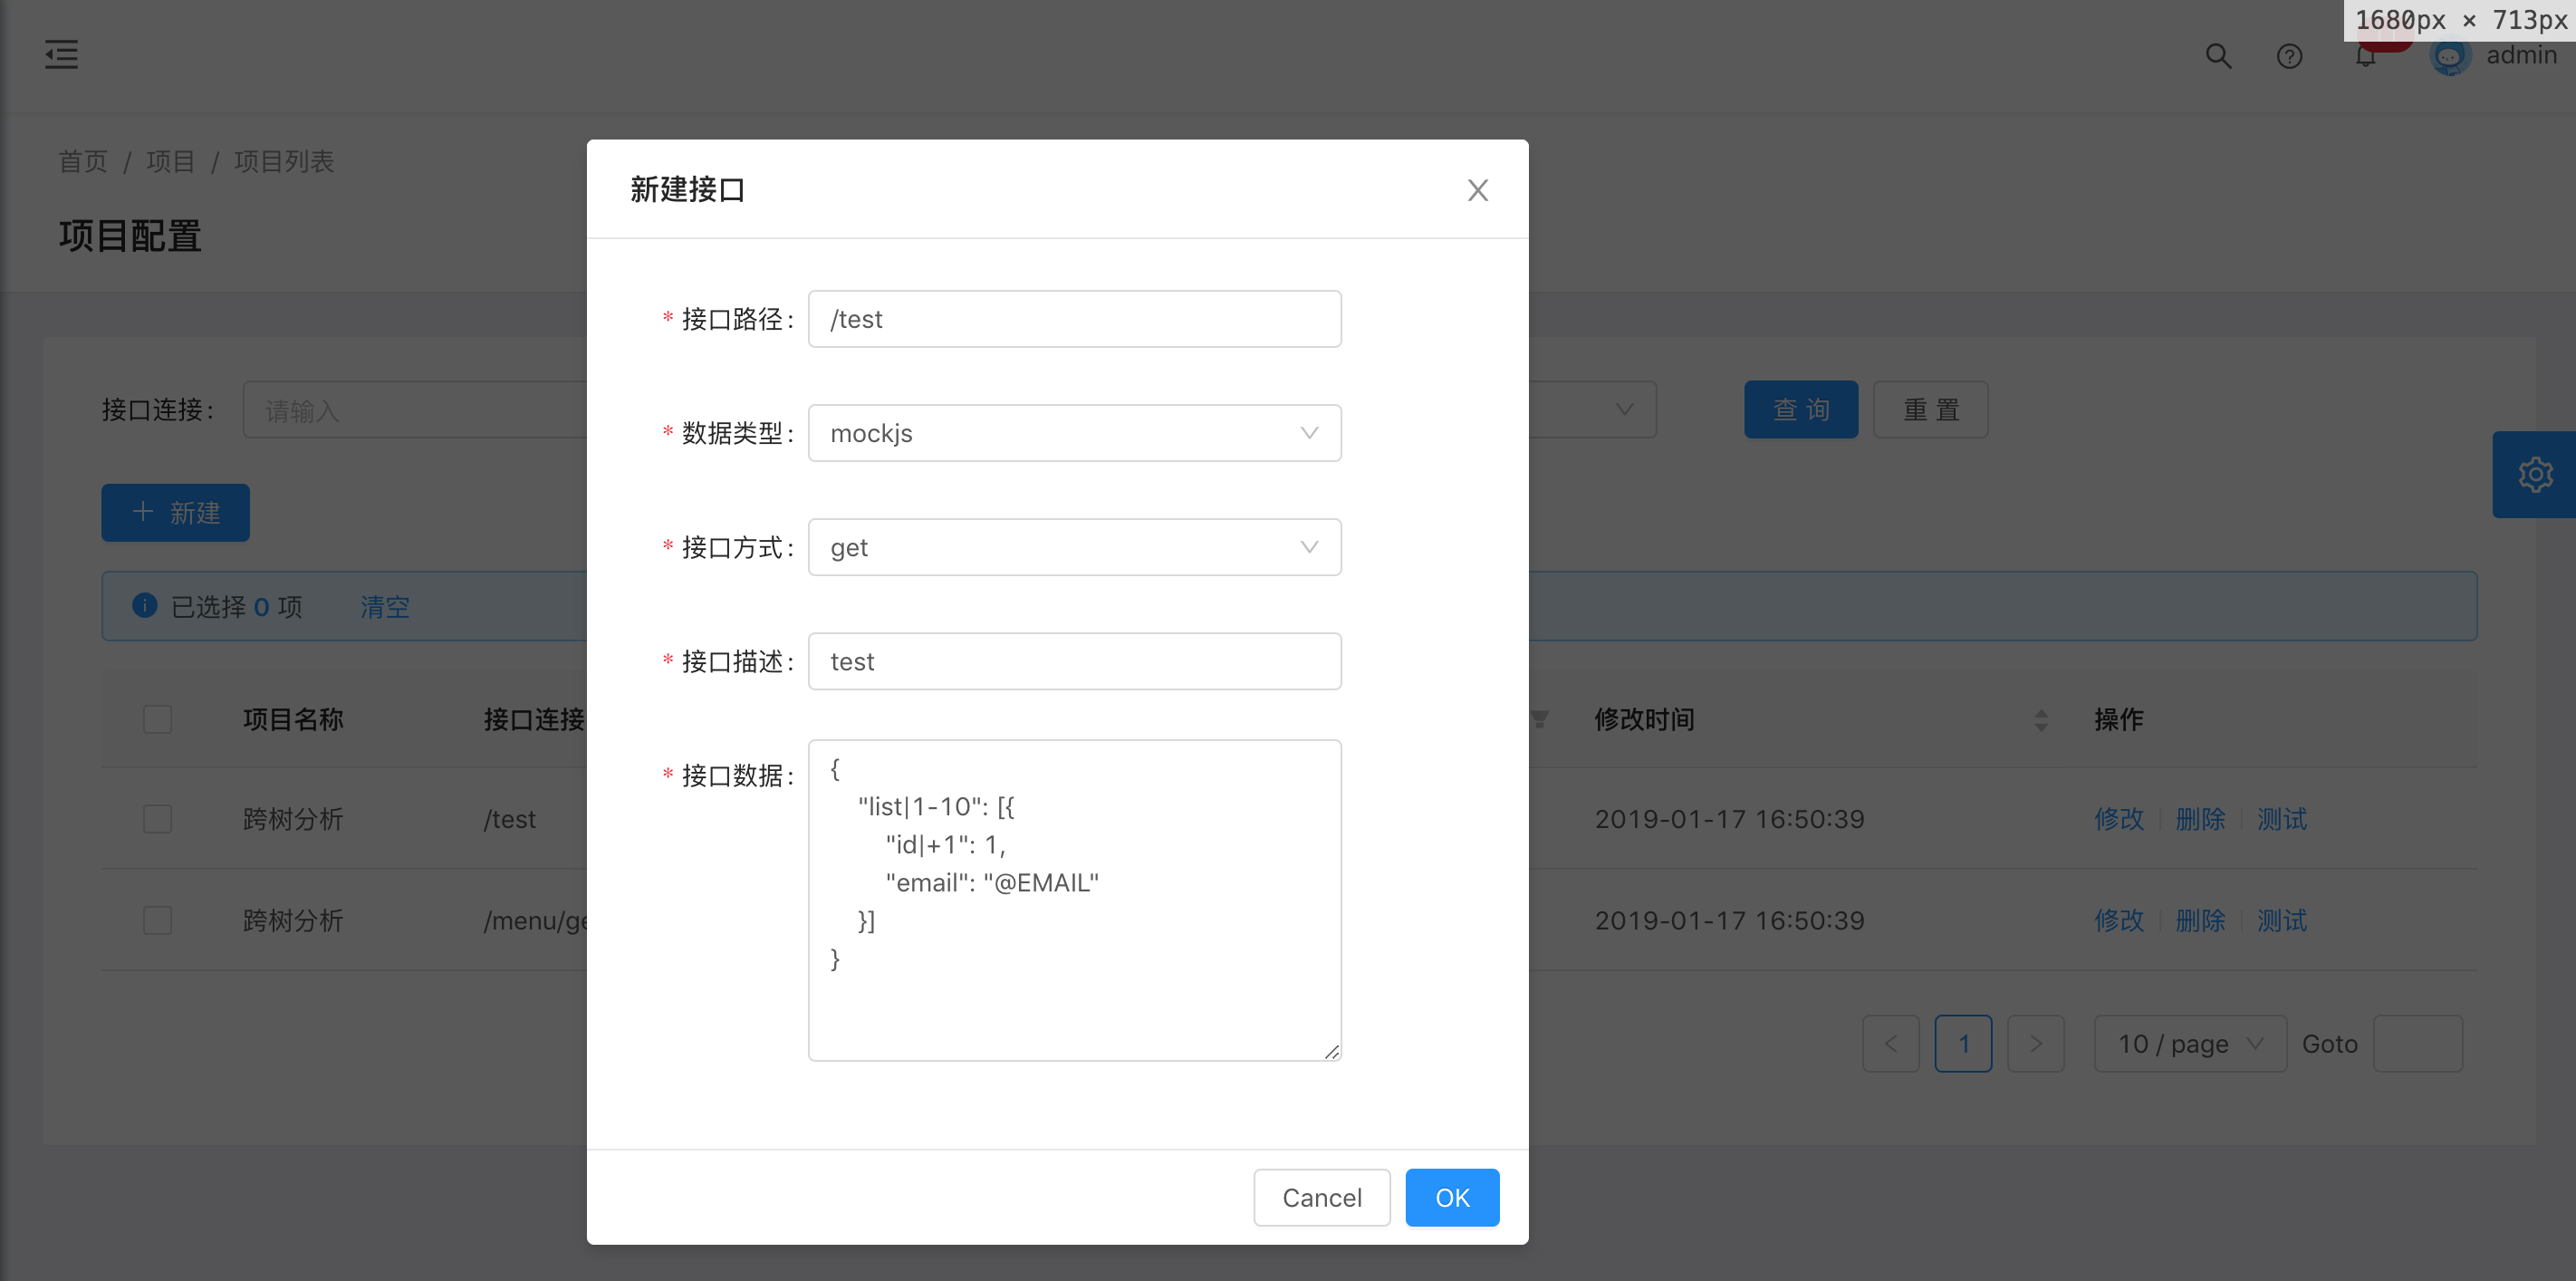 1680px × 713px
admin
首页 / 项目 / 项目列表
项目配置
新建接口
* 接口路径:
/test
* 数据类型:
mockjs
* 接口方式:
get
* 接口描述:
test
* 接口数据:
{
"list|1-10": [{
"id|+1": 1,
"email": "@EMAIL"
}]
}
Cancel
OK
接口连接:
请输入
查 询
重 置
+ 新建
已选择 0 项 清空
项目名称 接口连接 修改时间 操作
跨树分析 /test 2019-01-17 16:50:39 修改 删除 测试
跨树分析 /menu/ge 2019-01-17 16:50:39 修改 删除 测试
< 1 > 10 / page Goto